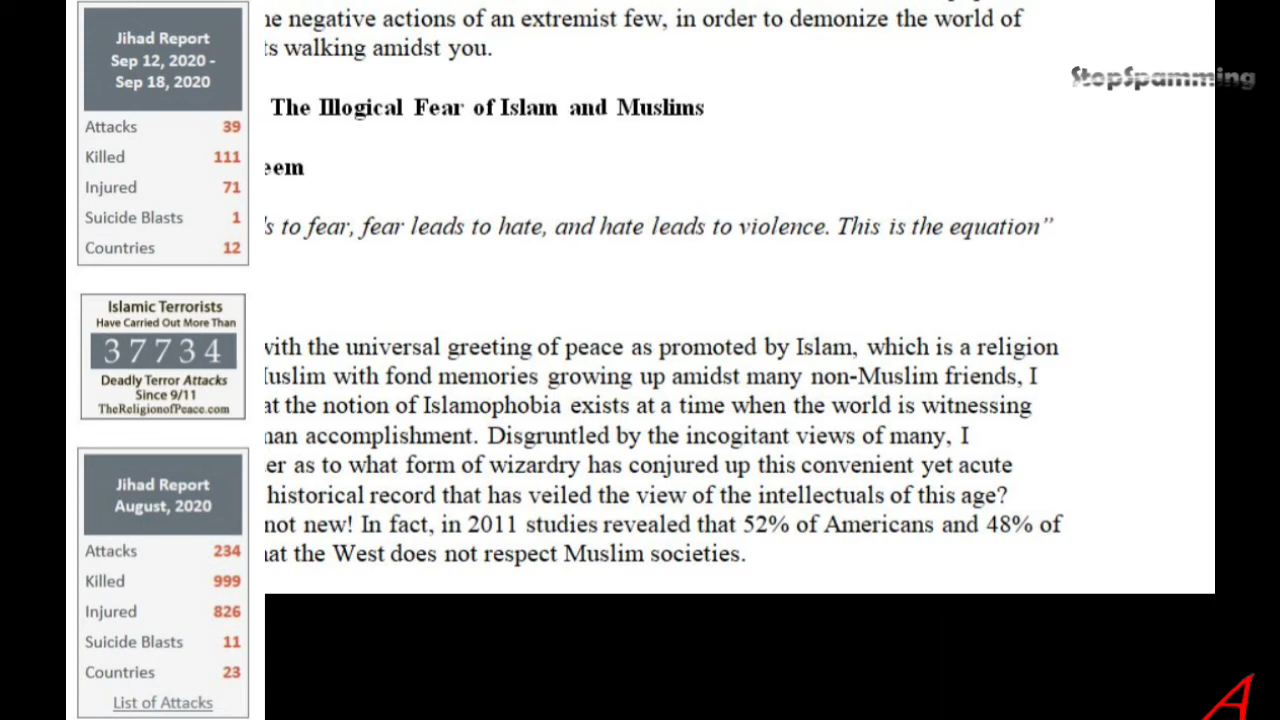 Jihad Report
Sep 12, 2020 -
Sep 18, 2020
Attacks 39
Killed 111
Injured 71
Suicide Blasts 1
Countries 12
Islamic Terrorists
Have Carried Out More Than
37734
Deadly Terror Attacks
Since 9/11
TheReligionofPeace.com
Jihad Report
August, 2020
Attacks 234
Killed 999
Injured 826
Suicide Blasts 11
Countries 23
List of Attacks
negative actions of an extremist few, in order to demonize the world of
walking amidst you.
The Illogical Fear of Islam and Muslims
to fear, fear leads to hate, and hate leads to violence. This is the equation”
with the universal greeting of peace as promoted by Islam, which is a religion
Muslim with fond memories growing up amidst many non-Muslim friends, I
at the notion of Islamophobia exists at a time when the world is witnessing
accomplishment. Disgruntled by the incogitant views of many, I
er as to what form of wizardry has conjured up this convenient yet acute
historical record that has veiled the view of the intellectuals of this age?
not new! In fact, in 2011 studies revealed that 52% of Americans and 48% of
at the West does not respect Muslim societies.
StopSpamming
A